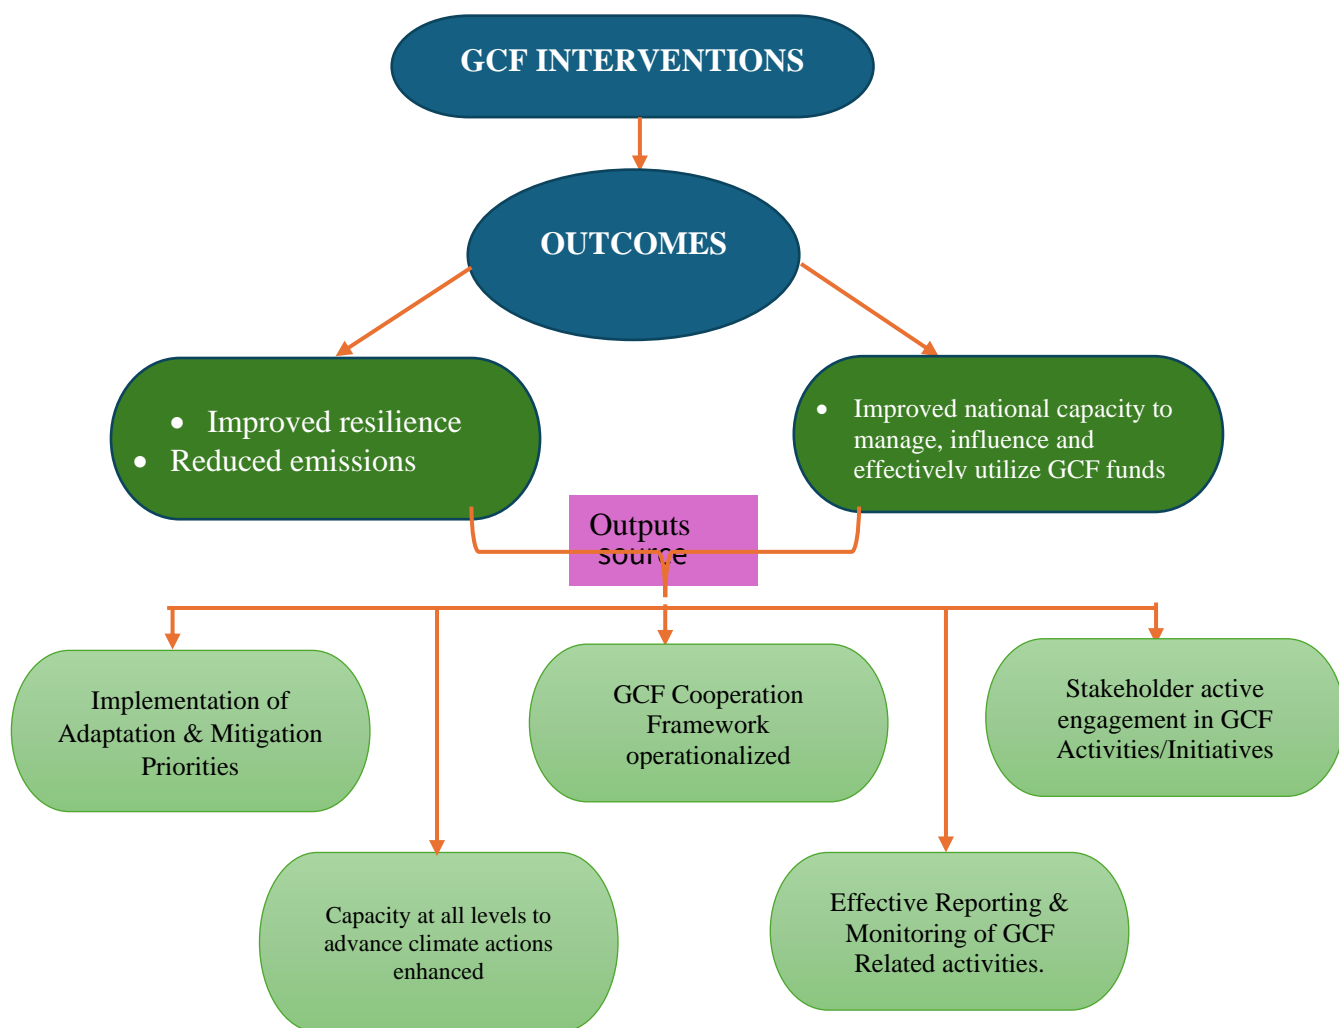 GCF INTERVENTIONS
OUTCOMES
• Improved resilience
• Reduced emissions
• Improved national capacity to
manage, influence and
effectively utilize GCF funds
Outputs
source
Implementation of
Adaptation & Mitigation
Priorities
GCF Cooperation
Framework
operationalized
Stakeholder active
engagement in GCF
Activities/Initiatives
Capacity at all levels to
advance climate actions
enhanced
Effective Reporting &
Monitoring of GCF
Related activities.